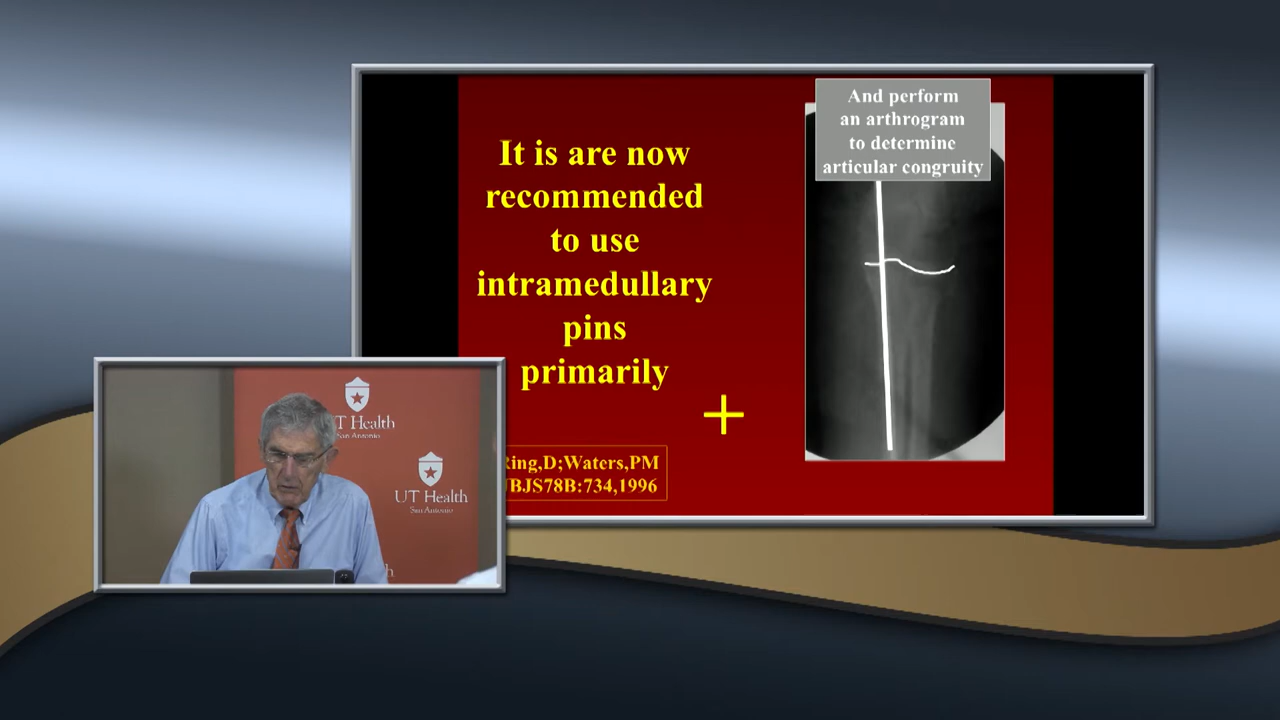 And perform
an arthrogram
to determine
articular congruity
It is are now
recommended
to use
intramedullary
pins
primarily
+
Ring,D;Waters,PM
JBJS78B:734,1996
T Health
San Antonio
UT Health
San Antonio
h